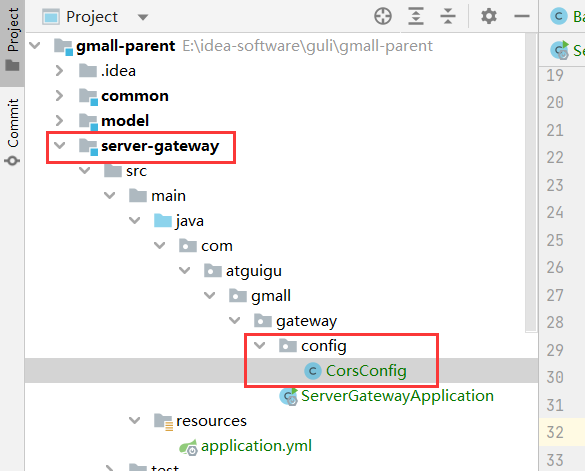 Project
Commit
Project
Ba
Se
gmall-parent E:\idea-software\guli\gmall-parent
.idea
common
model
server-gateway
src
main
java
com
atguigu
gmall
gateway
config
CorsConfig
ServerGatewayApplication
resources
application.yml
test
19
20
21
22
23
24
25
26
27
28
29
30
31
32
33